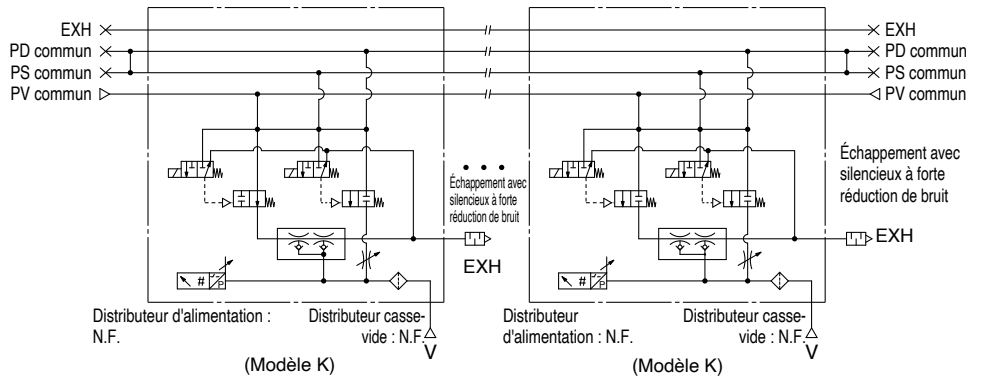 EXH
PD commun
PS commun
PV commun
EXH
PD commun
PS commun
PV commun
• • •
Échappement avec
silencieux à forte
réduction de bruit
EXH
Échappement avec
silencieux à forte
réduction de bruit
EXH
#
P
#
P
Distributeur d'alimentation :
N.F.
Distributeur casse-
vide : N.F.
V
(Modèle K)
Distributeur
d'alimentation : N.F.
Distributeur casse-
vide : N.F.
V
(Modèle K)